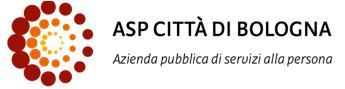 ASP CITTÀ DI BOLOGNA
Azienda pubblica di servizi alla persona